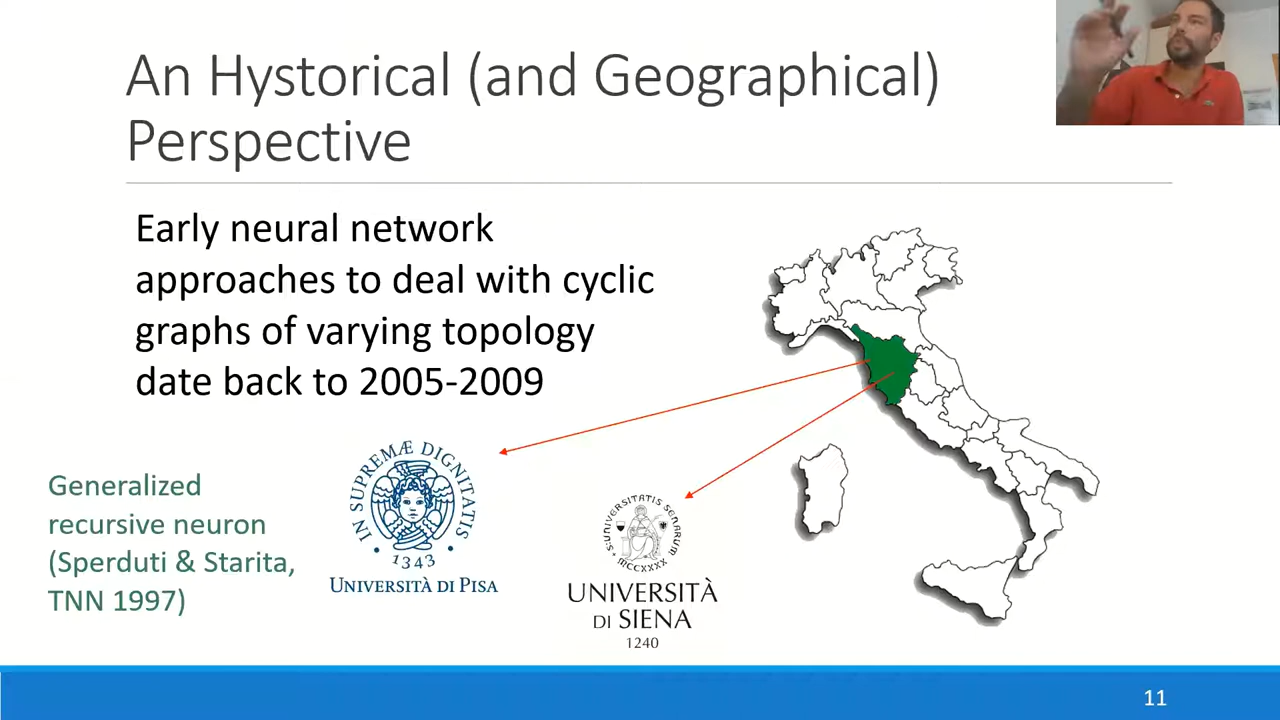 An Hystorical (and Geographical)
Perspective
Early neural network
approaches to deal with cyclic
graphs of varying topology
date back to 2005-2009
Generalized
recursive neuron
(Sperduti & Starita,
TNN 1997)
IN SUPREMÆ DIGNITATIS
• 1343 •
UNIVERSITÀ DI PISA
S:UNIVERSITATIS SENARUM
MCCXXXX
UNIVERSITÀ
DI SIENA
1240
11